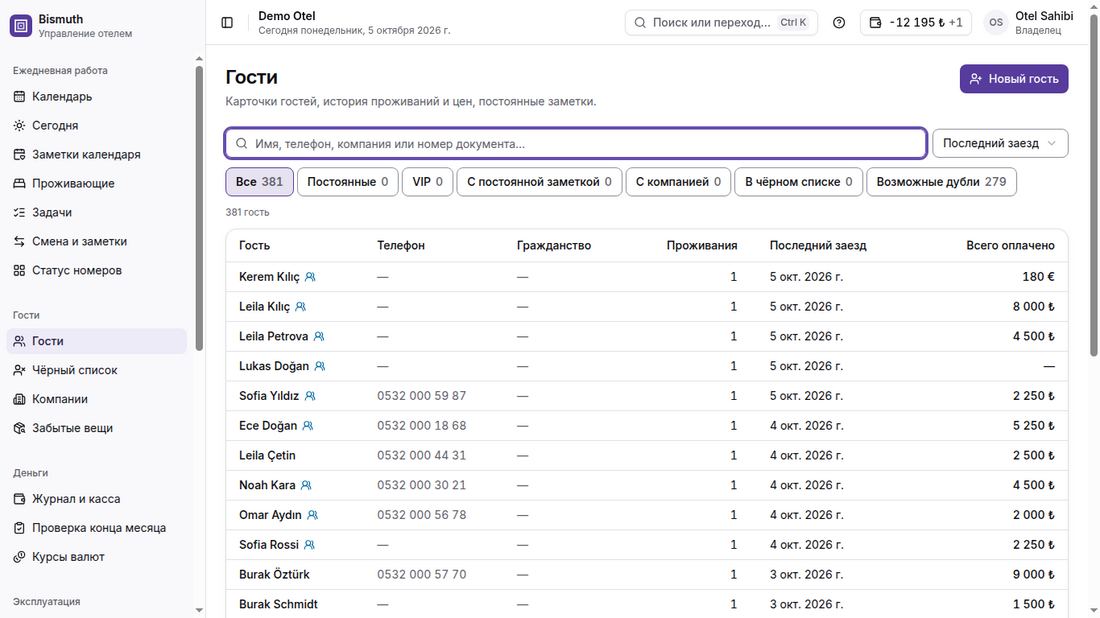 Bismuth
Управление отелем
Demo Otel
Сегодня понедельник, 5 октября 2026 г.
Поиск или переход… Ctrl K
-12 195 ₺ +1
OS
Otel Sahibi
Владелец
Ежедневная работа
Календарь
Сегодня
Заметки календаря
Проживающие
Задачи
Смена и заметки
Статус номеров
Гости
Гости
Чёрный список
Компании
Забытые вещи
Деньги
Журнал и касса
Проверка конца месяца
Курсы валют
Эксплуатация
Гости
Карточки гостей, история проживаний и цен, постоянные заметки.
Новый гость
Имя, телефон, компания или номер документа…
Последний заезд
Все 381 Постоянные 0 VIP 0 С постоянной заметкой 0 С компанией 0 В чёрном списке 0 Возможные дубли 279
381 гость
Гость Телефон Гражданство Проживания Последний заезд Всего оплачено
Kerem Kılıç — — 1 5 окт. 2026 г. 180 €
Leila Kılıç — — 1 5 окт. 2026 г. 8 000 ₺
Leila Petrova — — 1 5 окт. 2026 г. 4 500 ₺
Lukas Doğan — — 1 5 окт. 2026 г. —
Sofia Yıldız 0532 000 59 87 — 1 5 окт. 2026 г. 2 250 ₺
Ece Doğan 0532 000 18 68 — 1 4 окт. 2026 г. 5 250 ₺
Leila Çetin 0532 000 44 31 — 1 4 окт. 2026 г. 2 500 ₺
Noah Kara 0532 000 30 21 — 1 4 окт. 2026 г. 4 500 ₺
Omar Aydın 0532 000 56 78 — 1 4 окт. 2026 г. 2 000 ₺
Sofia Rossi — — 1 4 окт. 2026 г. 2 250 ₺
Burak Öztürk 0532 000 57 70 — 1 3 окт. 2026 г. 9 000 ₺
Burak Schmidt — — 1 3 окт. 2026 г. 1 500 ₺